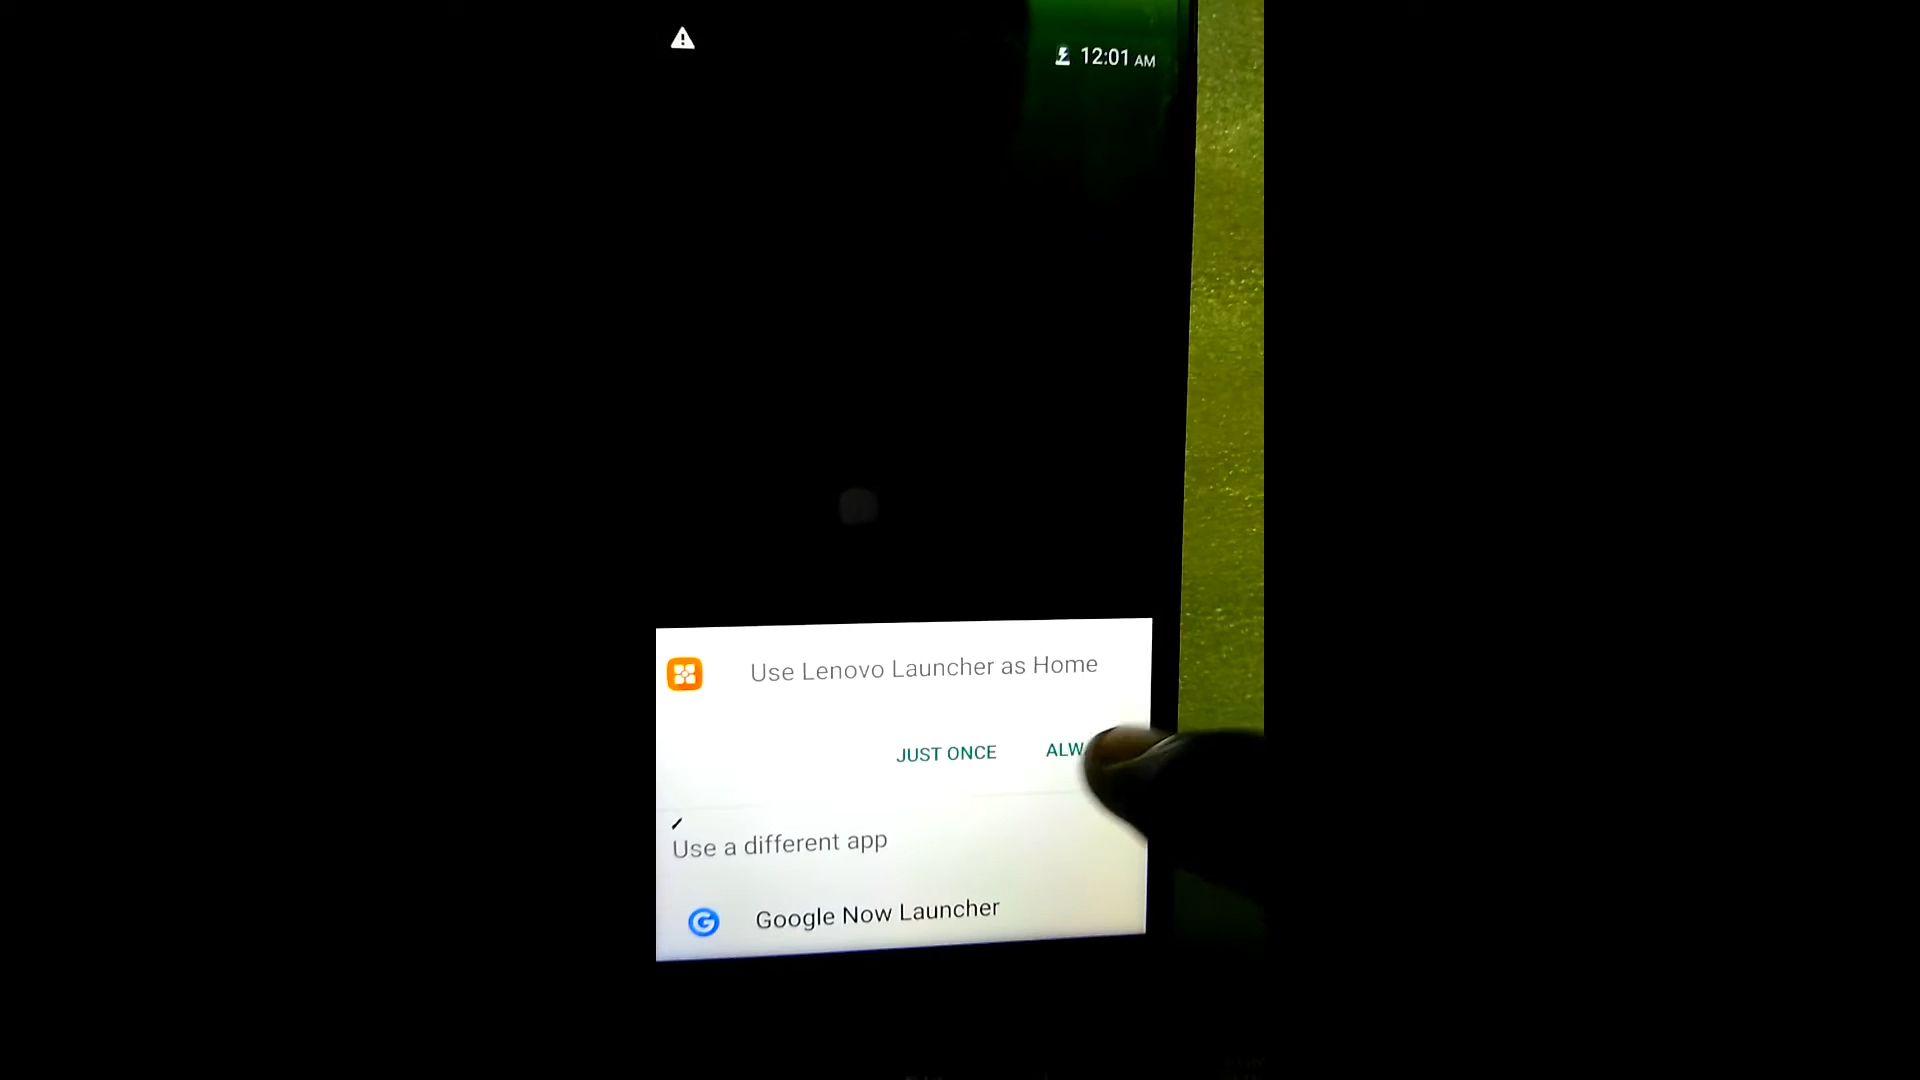 12:01 AM
Use Lenovo Launcher as Home
JUST ONCE ALW
Use a different app
Google Now Launcher